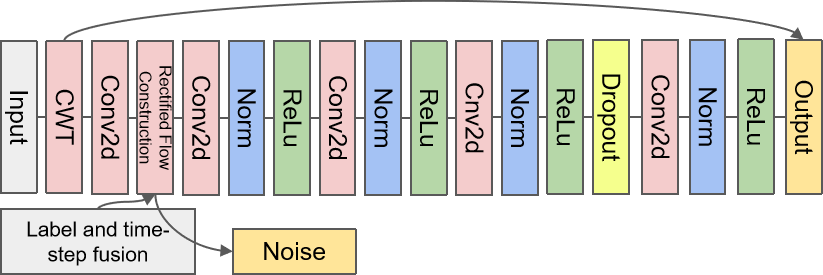 Input
CWT
Conv2d
Rectified Flow
Construction
Conv2d
Norm
ReLu
Conv2d
Norm
ReLu
Cnv2d
Norm
ReLu
Dropout
Conv2d
Norm
ReLu
Output
Label and time-
step fusion
Noise